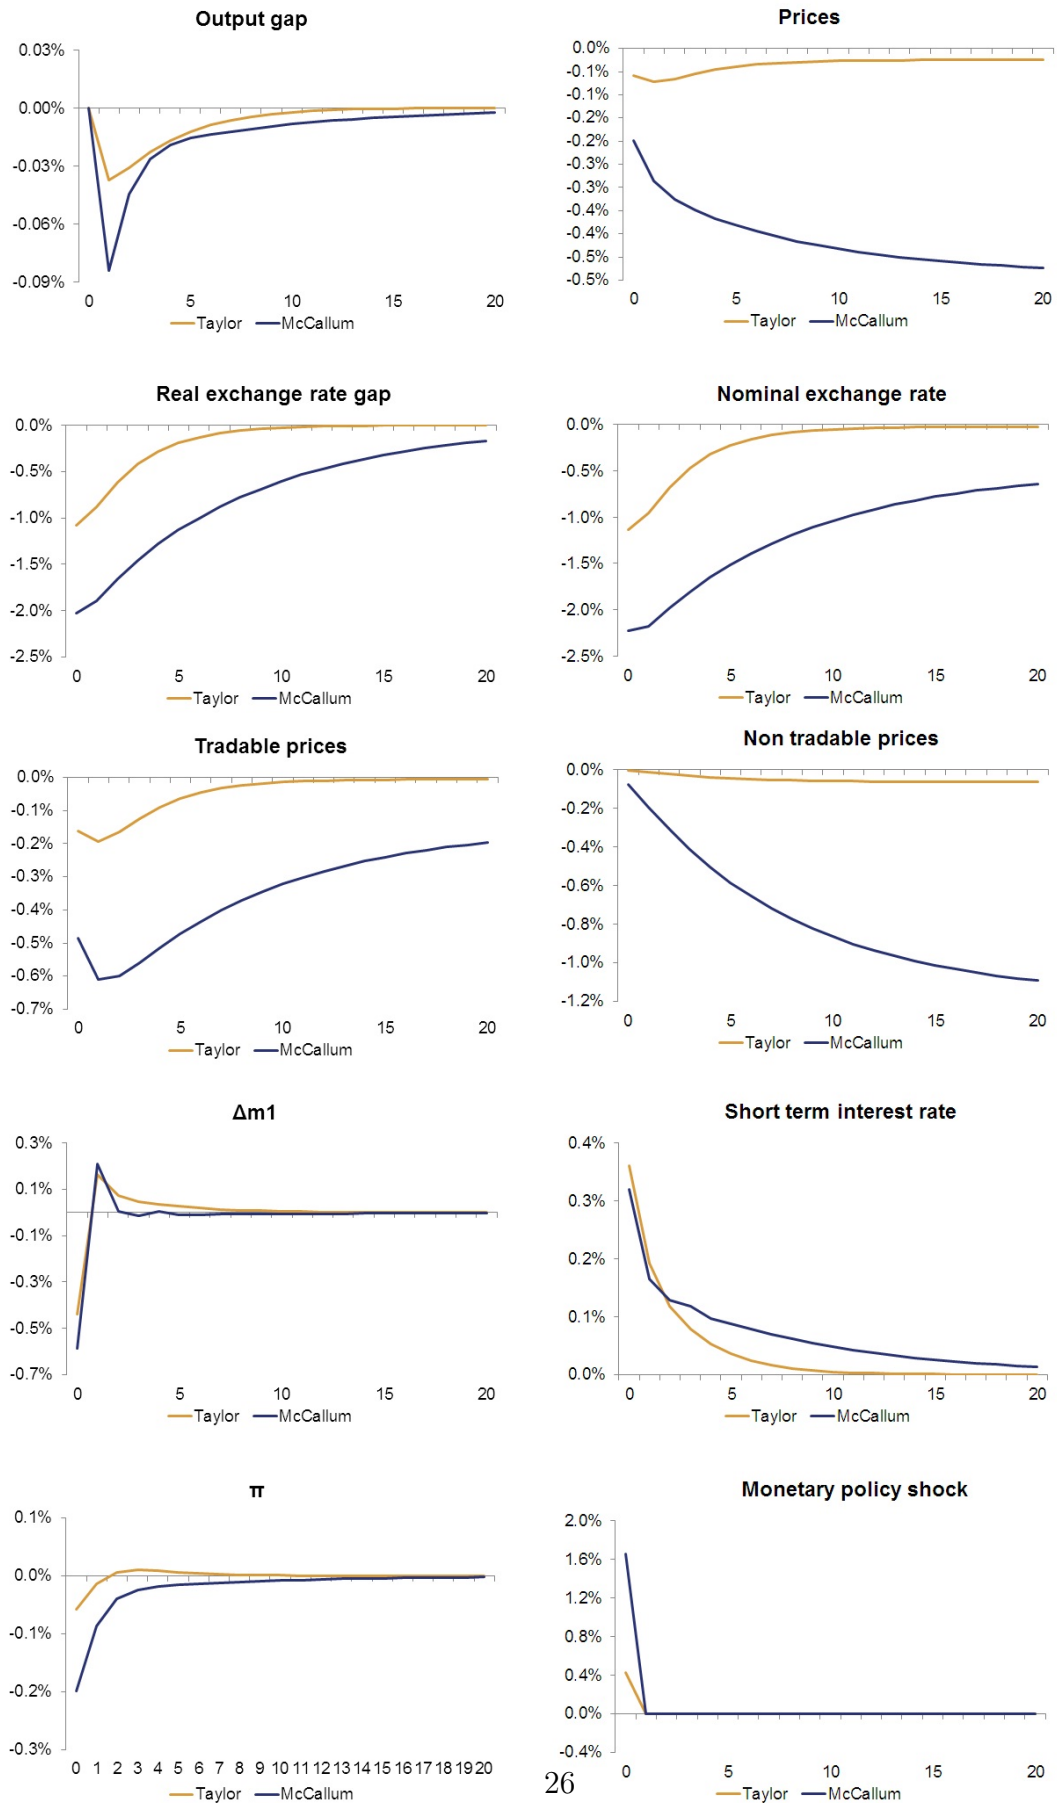 Output gap
0.03%
0.00%
-0.03%
-0.06%
-0.09%
0 5 10 15 20
Taylor McCallum
Prices
0.0%
-0.1%
-0.1%
-0.2%
-0.2%
-0.3%
-0.3%
-0.4%
-0.4%
-0.5%
-0.5%
0 5 10 15 20
Taylor McCallum
Real exchange rate gap
0.0%
-0.5%
-1.0%
-1.5%
-2.0%
-2.5%
0 5 10 15 20
Taylor McCallum
Nominal exchange rate
0.0%
-0.5%
-1.0%
-1.5%
-2.0%
-2.5%
0 5 10 15 20
Taylor McCallum
Tradable prices
0.0%
-0.1%
-0.2%
-0.3%
-0.4%
-0.5%
-0.6%
-0.7%
0 5 10 15 20
Taylor McCallum
Non tradable prices
0.0%
-0.2%
-0.4%
-0.6%
-0.8%
-1.0%
-1.2%
0 5 10 15 20
Taylor McCallum
Δm1
0.3%
0.1%
-0.1%
-0.3%
-0.5%
-0.7%
0 5 10 15 20
Taylor McCallum
Short term interest rate
0.4%
0.3%
0.2%
0.1%
0.0%
0 5 10 15 20
Taylor McCallum
π
0.1%
0.0%
-0.1%
-0.2%
-0.3%
0 1 2 3 4 5 6 7 8 9 10 11 12 13 14 15 16 17 18 19 20
Taylor McCallum
Monetary policy shock
2.0%
1.6%
1.2%
0.8%
0.4%
0.0%
-0.4%
0 5 10 15 20
Taylor McCallum
26